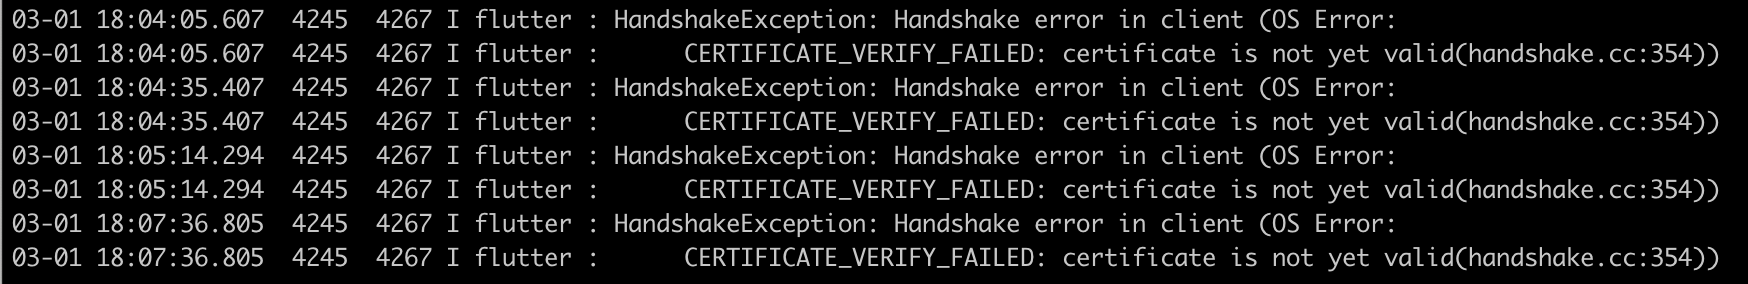 03-01 18:04:05.607  4245  4267 I flutter : HandshakeException: Handshake error in client (OS Error:
03-01 18:04:05.607  4245  4267 I flutter :      CERTIFICATE_VERIFY_FAILED: certificate is not yet valid(handshake.cc:354))
03-01 18:04:35.407  4245  4267 I flutter : HandshakeException: Handshake error in client (OS Error:
03-01 18:04:35.407  4245  4267 I flutter :      CERTIFICATE_VERIFY_FAILED: certificate is not yet valid(handshake.cc:354))
03-01 18:05:14.294  4245  4267 I flutter : HandshakeException: Handshake error in client (OS Error:
03-01 18:05:14.294  4245  4267 I flutter :      CERTIFICATE_VERIFY_FAILED: certificate is not yet valid(handshake.cc:354))
03-01 18:07:36.805  4245  4267 I flutter : HandshakeException: Handshake error in client (OS Error:
03-01 18:07:36.805  4245  4267 I flutter :      CERTIFICATE_VERIFY_FAILED: certificate is not yet valid(handshake.cc:354))